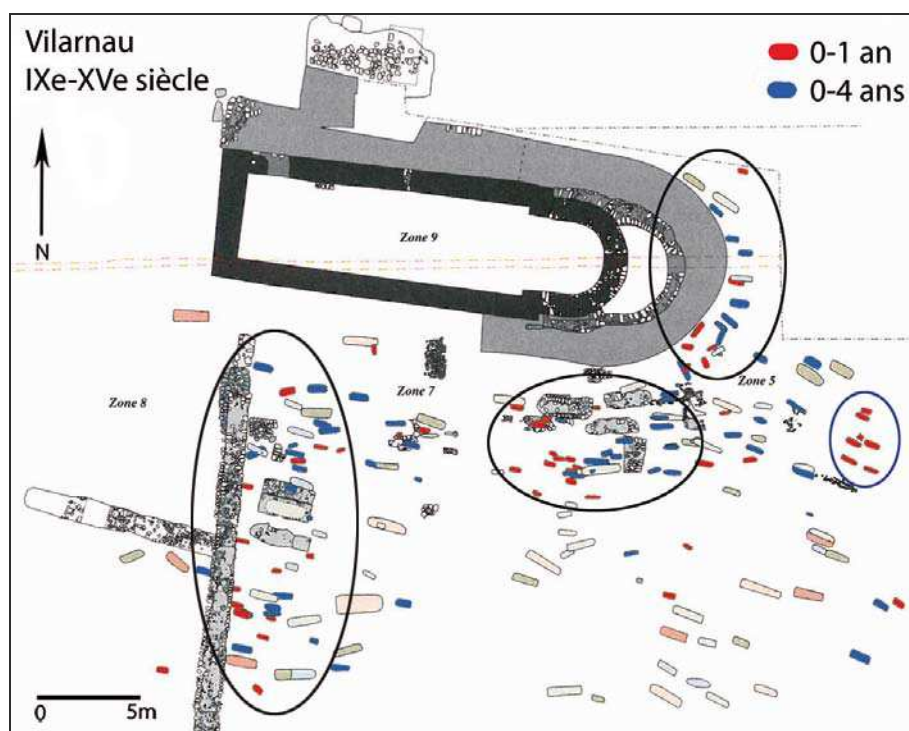 Vilarnau
IXe-XVe siècle
0-1 an
0-4 ans
N
Zone 9
Zone 5
Zone 7
Zone 8
0 5m